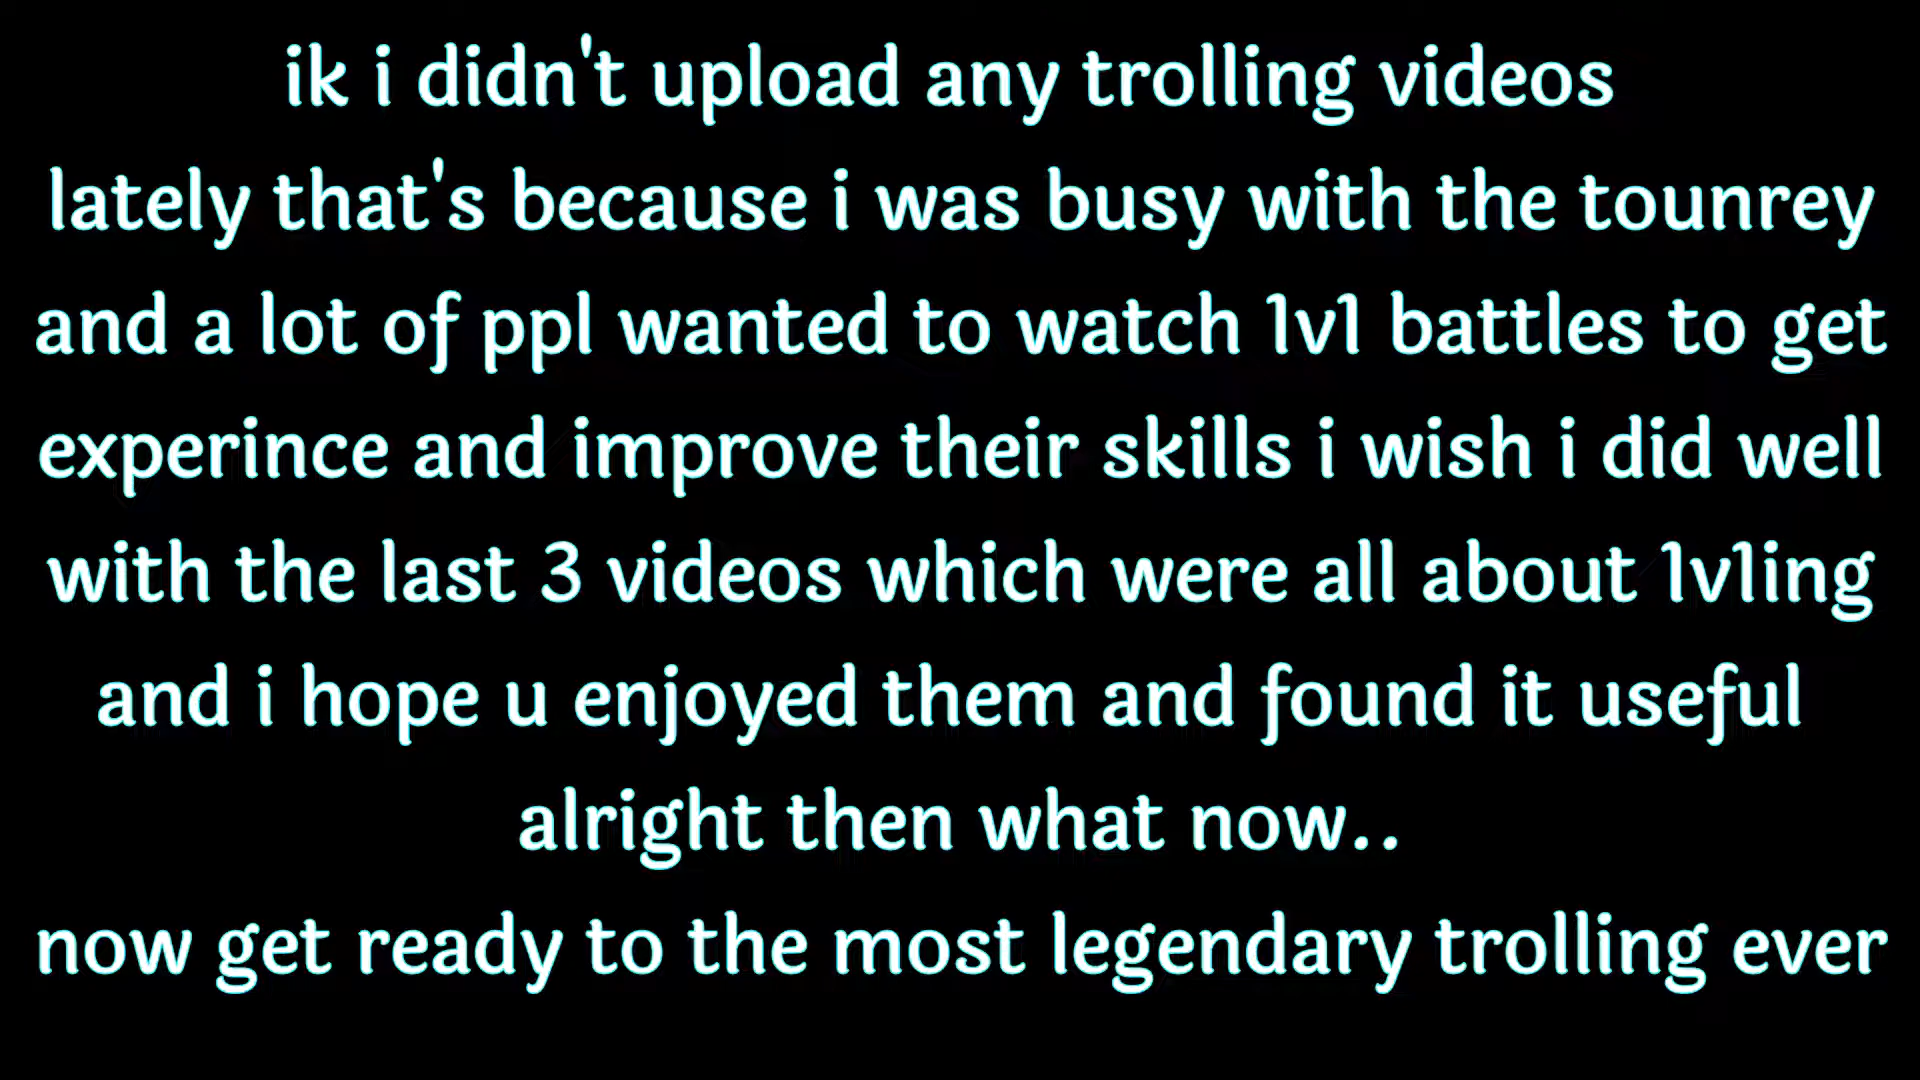 ik i didn't upload any trolling videos
lately that's because i was busy with the tounrey
and a lot of ppl wanted to watch 1v1 battles to get
experince and improve their skills i wish i did well
with the last 3 videos which were all about 1v1ing
and i hope u enjoyed them and found it useful
alright then what now..
now get ready to the most legendary trolling ever